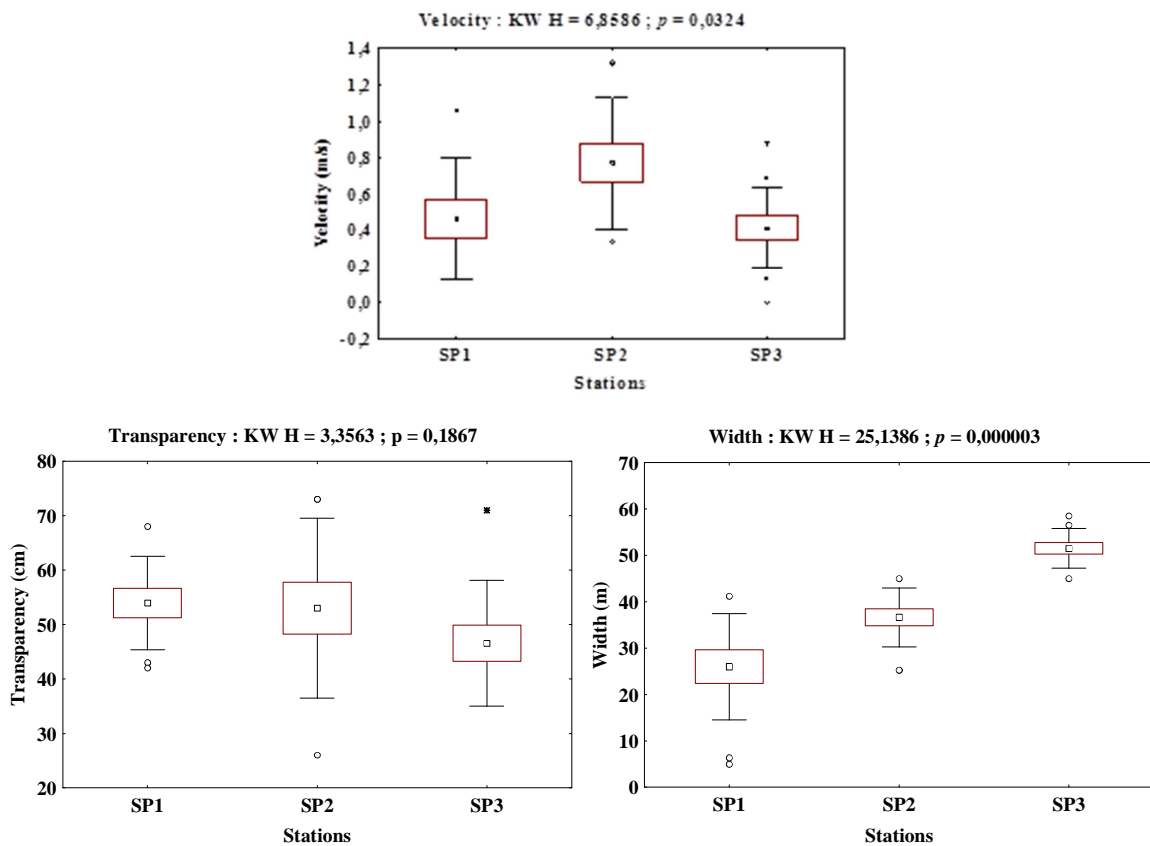 Velocity : KW H = 6,8586 ; p = 0,0324
1,4
1,2
1,0
0,8
0,6
0,4
0,2
0,0
-0,2
Velocity (m/s)
SP1 SP2 SP3
Stations
Transparency : KW H = 3,3563 ; p = 0,1867
80
70
60
50
40
30
20
Transparency (cm)
SP1 SP2 SP3
Stations
Width : KW H = 25,1386 ; p = 0,000003
70
60
50
40
30
20
10
0
Width (m)
SP1 SP2 SP3
Stations